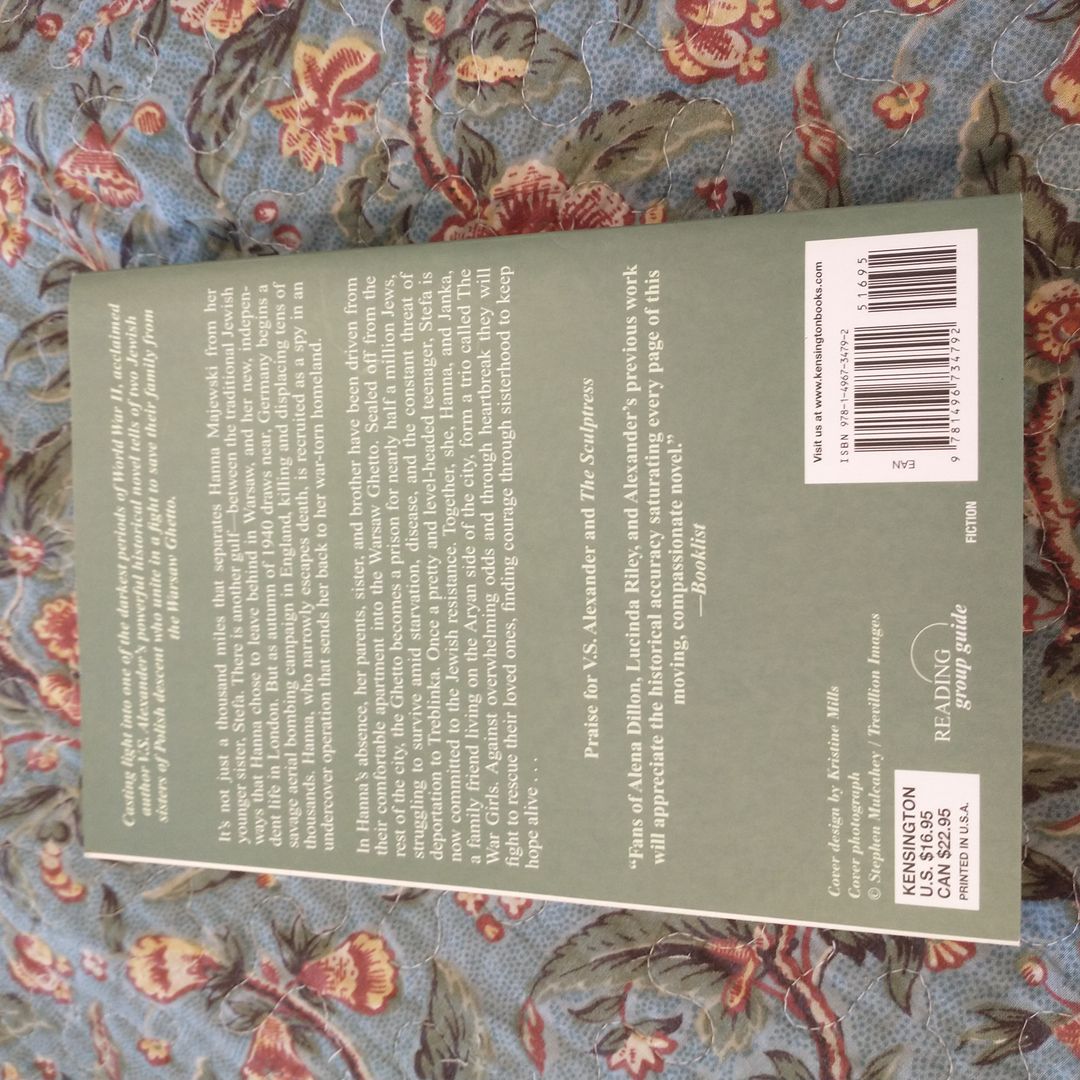 Casting light into one of the darkest periods of World War II, acclaimed
author V.S. Alexander's powerful historical novel tells of two Jewish
sisters of Polish descent who unite in a fight to save their family from
the Warsaw Ghetto.
It's not just a thousand miles that separates Hanna Majewski from her
younger sister, Stefa. There is another gulf—between the traditional Jewish
ways that Hanna chose to leave behind in Warsaw, and her new, indepen-
dent life in London. But as autumn of 1940 draws near, Germany begins a
savage aerial bombing campaign in England, killing and displacing tens of
thousands. Hanna, who narrowly escapes death, is recruited as a spy in an
undercover operation that sends her back to her war-torn homeland.
In Hanna's absence, her parents, sister, and brother have been driven from
their comfortable apartment into the Warsaw Ghetto. Sealed off from the
rest of the city, the Ghetto becomes a prison for nearly half a million Jews,
struggling to survive amid starvation, disease, and the constant threat of
deportation to Treblinka. Once a pretty and level-headed teenager, Stefa is
now committed to the Jewish resistance. Together, she, Hanna, and Janka,
a family friend living on the Aryan side of the city, form a trio called The
War Girls. Against overwhelming odds and through heartbreak they will
fight to rescue their loved ones, finding courage through sisterhood to keep
hope alive . . .
Praise for V.S. Alexander and The Sculptress
"Fans of Alena Dillon, Lucinda Riley, and Alexander's previous work
will appreciate the historical accuracy saturating every page of this
moving, compassionate novel."
—Booklist
Cover design by Kristine Mills
Cover photograph
© Stephen Mulcahey / Trevillion Images
KENSINGTON
U.S. $16.95
CAN $22.95
PRINTED IN U.S.A.
READING
group guide
FICTION
Visit us at www.kensingtonbooks.com
ISBN 978-1-4967-3479-2
51695
EAN
9 781496 734792